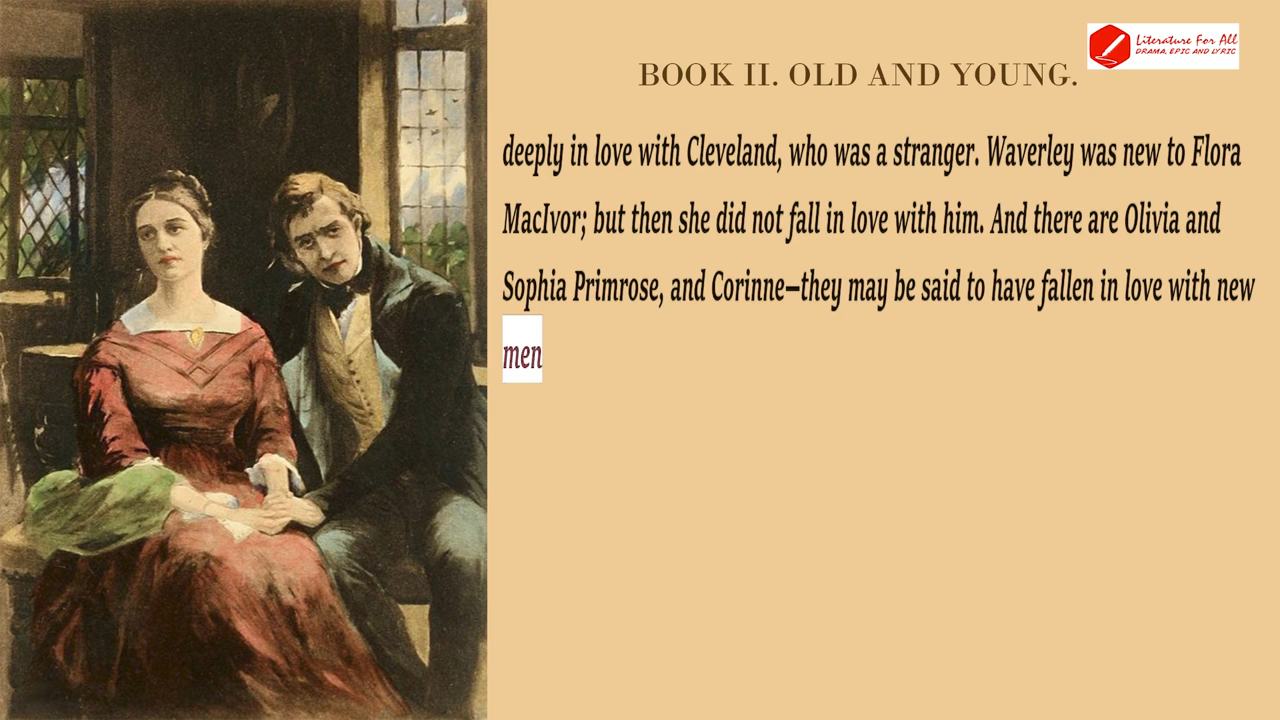 Literature For All
DRAMA, EPIC AND LYRIC
BOOK II. OLD AND YOUNG.
deeply in love with Cleveland, who was a stranger. Waverley was new to Flora
MacIvor; but then she did not fall in love with him. And there are Olivia and
Sophia Primrose, and Corinne—they may be said to have fallen in love with new
men